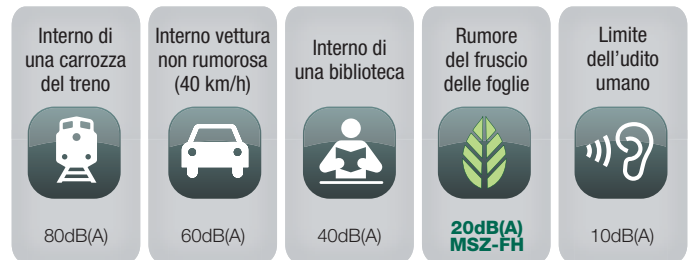 Interno di
una carrozza
del treno
80dB(A)
Interno vettura
non rumorosa
(40 km/h)
60dB(A)
Interno di
una biblioteca
40dB(A)
Rumore
del fruscio
delle foglie
20dB(A)
MSZ-FH
Limite
dell’udito
umano
10dB(A)